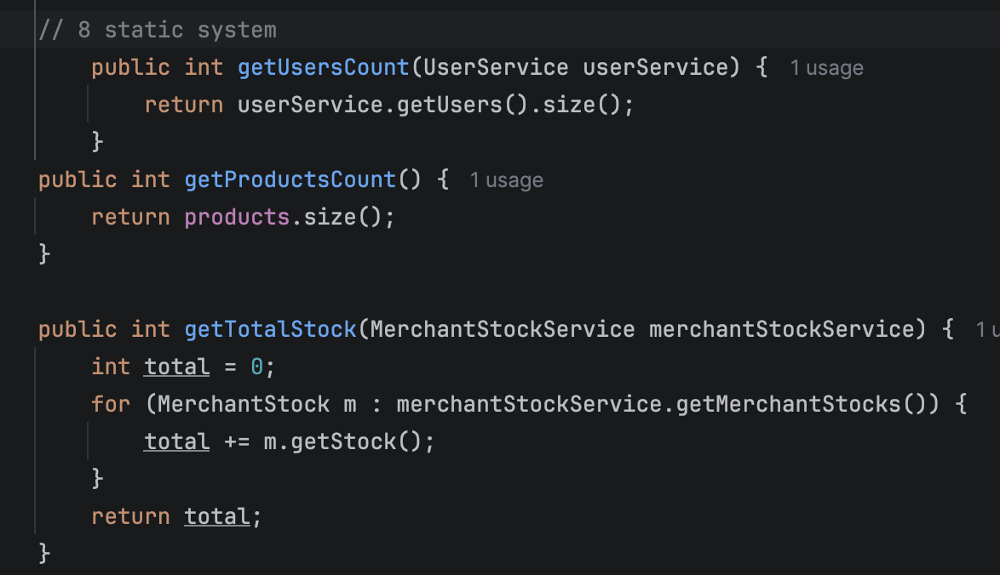 // 8 static system
public int getUsersCount(UserService userService) { 1 usage
return userService.getUsers().size();
}
public int getProductsCount() { 1 usage
return products.size();
}
public int getTotalStock(MerchantStockService merchantStockService) { 1 u
int total = 0;
for (MerchantStock m : merchantStockService.getMerchantStocks()) {
total += m.getStock();
}
return total;
}